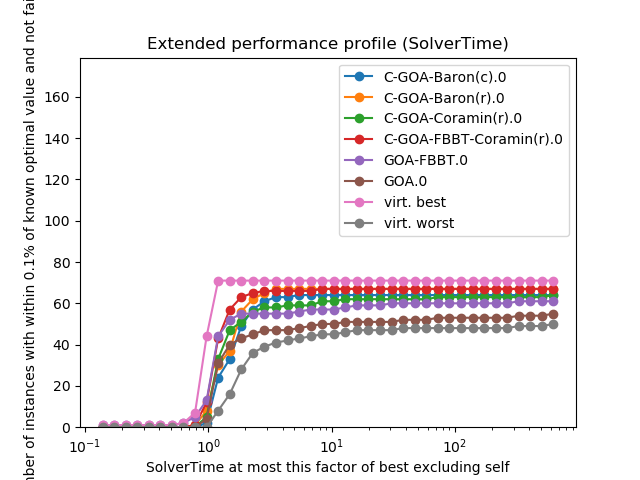 Extended performance profile (SolverTime)
C-GOA-Baron(c).0
C-GOA-Baron(r).0
C-GOA-Coramin(r).0
C-GOA-FBBT-Coramin(r).0
GOA-FBBT.0
GOA.0
virt. best
virt. worst
160
140
120
100
80
60
40
20
0
10⁻¹ 10⁰ 10¹ 10²
SolverTime at most this factor of best excluding self
of instances with within 0.1% of known optimal value and not